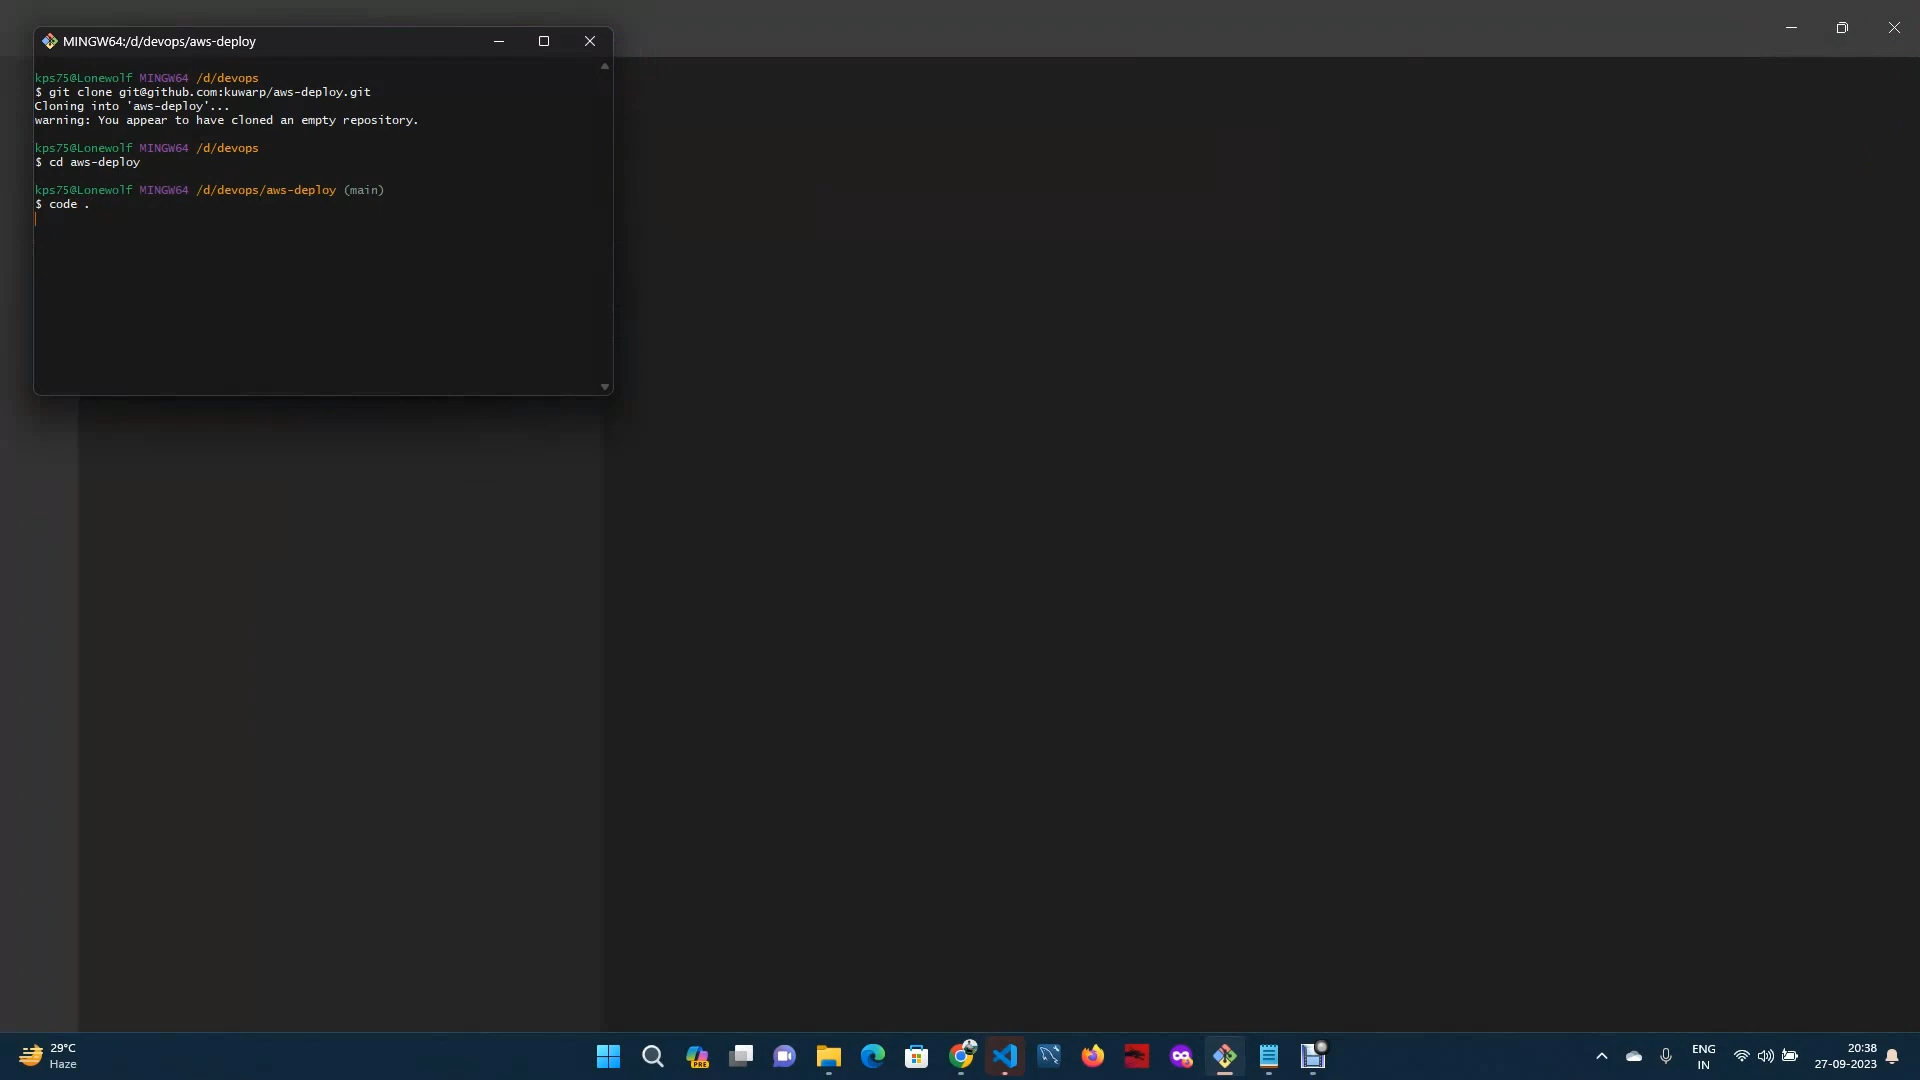 MINGW64:/d/devops/aws-deploy
kps75@Lonewolf MINGW64 /d/devops
$ git clone git@github.com:kuwarp/aws-deploy.git
Cloning into 'aws-deploy'...
warning: You appear to have cloned an empty repository.
kps75@Lonewolf MINGW64 /d/devops
$ cd aws-deploy
kps75@Lonewolf MINGW64 /d/devops/aws-deploy (main)
$ code .
29°C
Haze
PRE
ENG
IN
20:38
27-09-2023